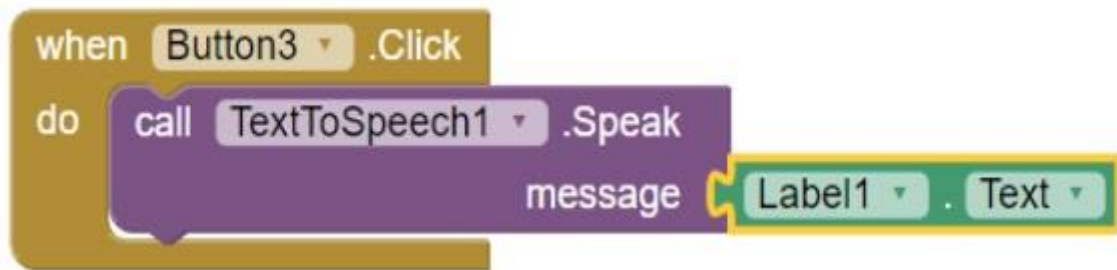 when Button3 .Click
do call TextToSpeech1 .Speak
message Label1 . Text